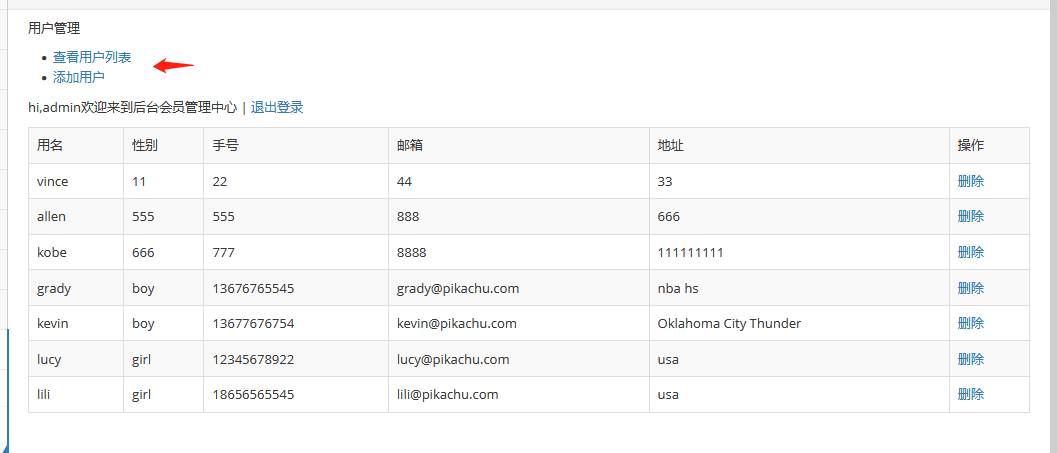 用户管理
查看用户列表
添加用户
hi,admin欢迎来到后台会员管理中心 | 退出登录
用名 性别 手号 邮箱 地址 操作
vince 11 22 44 33 删除
allen 555 555 888 666 删除
kobe 666 777 8888 111111111 删除
grady boy 13676765545 grady@pikachu.com nba hs 删除
kevin boy 13677676754 kevin@pikachu.com Oklahoma City Thunder 删除
lucy girl 12345678922 lucy@pikachu.com usa 删除
lili girl 18656565545 lili@pikachu.com usa 删除